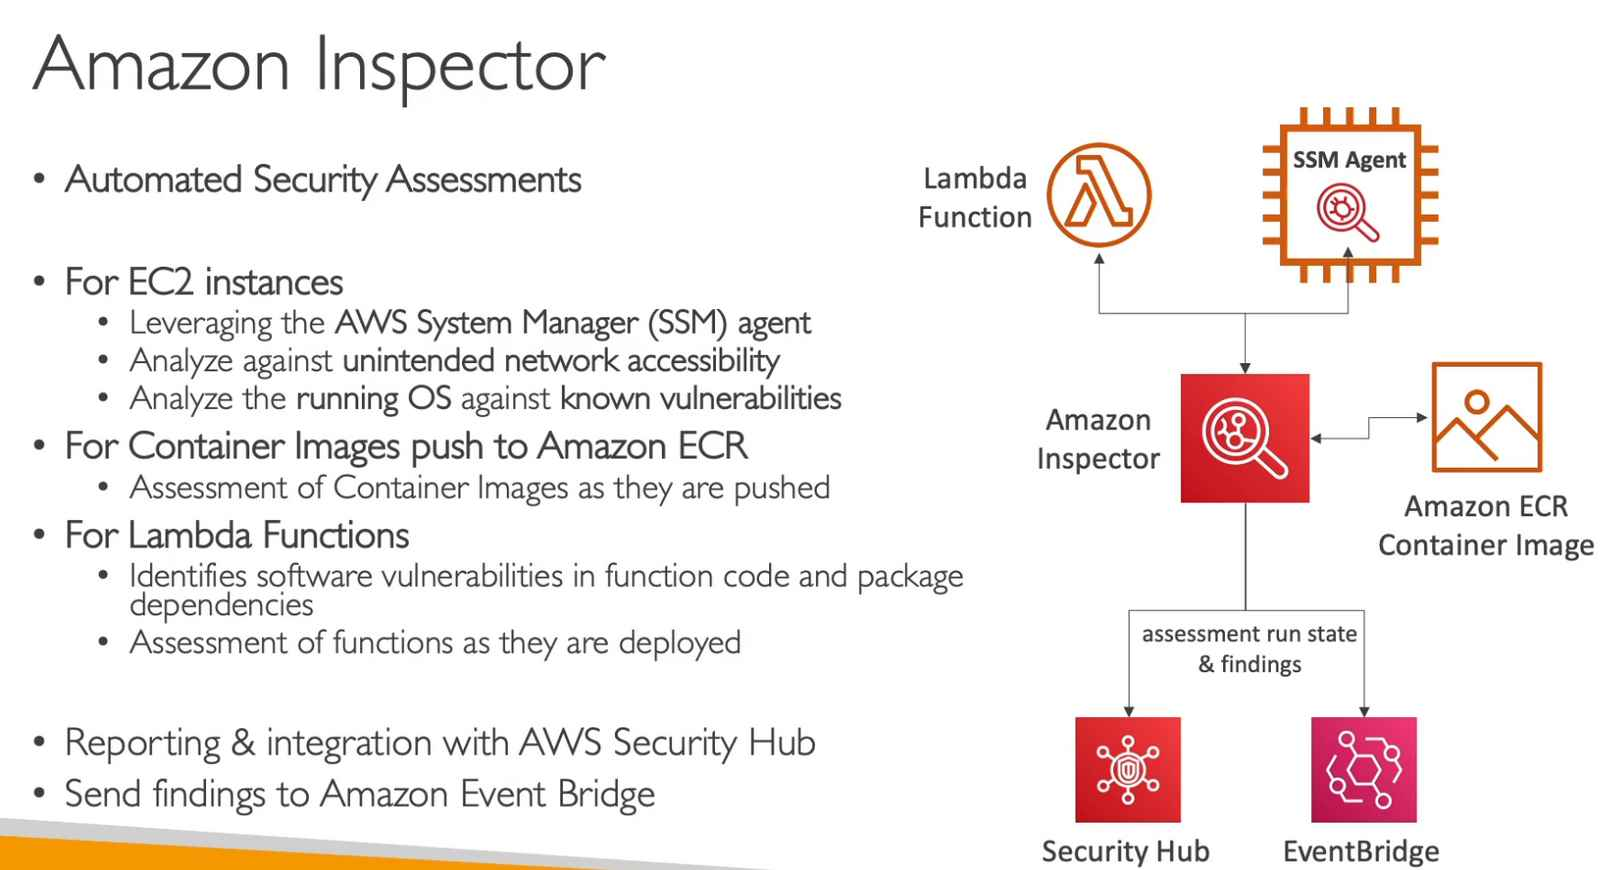 Amazon Inspector
• Automated Security Assessments
• For EC2 instances
• Leveraging the AWS System Manager (SSM) agent
• Analyze against unintended network accessibility
• Analyze the running OS against known vulnerabilities
• For Container Images push to Amazon ECR
• Assessment of Container Images as they are pushed
• For Lambda Functions
• Identifies software vulnerabilities in function code and package
dependencies
• Assessment of functions as they are deployed
• Reporting & integration with AWS Security Hub
• Send findings to Amazon Event Bridge
Lambda
Function
SSM Agent
Amazon
Inspector
Amazon ECR
Container Image
assessment run state
& findings
Security Hub
EventBridge